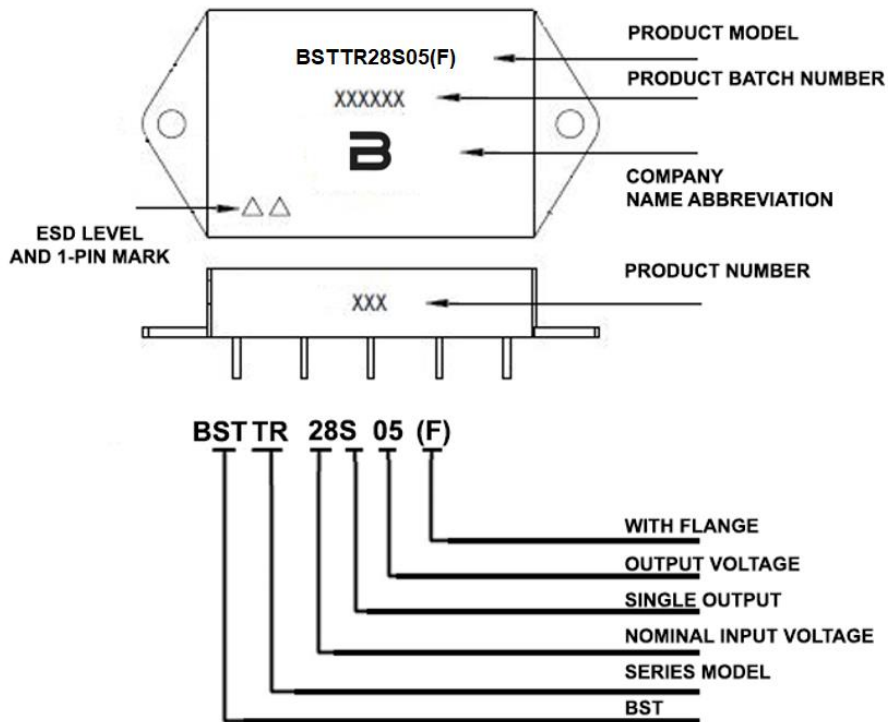 BSTTR28S05(F)
XXXXXX
B
PRODUCT MODEL
PRODUCT BATCH NUMBER
COMPANY
NAME ABBREVIATION
ESD LEVEL
AND 1-PIN MARK
PRODUCT NUMBER
XXX
BST TR 28S 05 (F)
WITH FLANGE
OUTPUT VOLTAGE
SINGLE OUTPUT
NOMINAL INPUT VOLTAGE
SERIES MODEL
BST